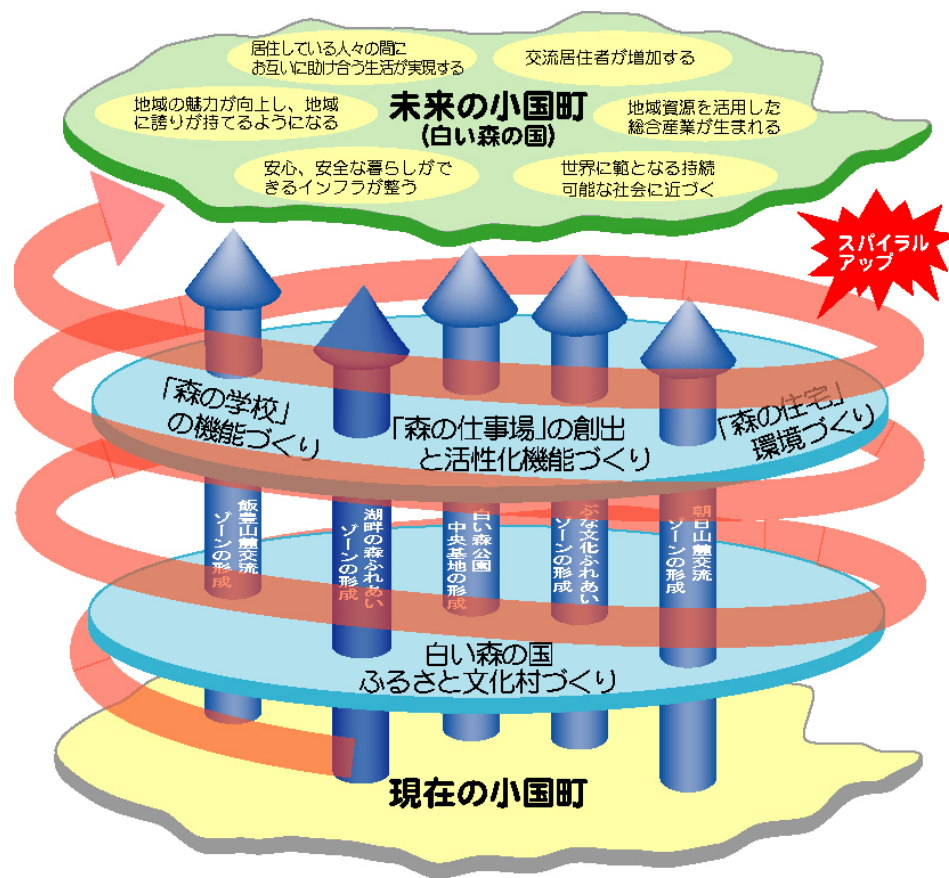 居住している人々の間に
お互いに助け合う生活が実現する
交流居住者が増加する
地域の魅力が向上し、地域
に誇りが持てるようになる
未来の小国町
(白い森の国)
地域資源を活用した
総合産業が生まれる
安心、安全な暮らしがで
きるインフラが整う
世界に範となる持続
可能な社会に近づく
スパイラル
アップ
「森の学校」
の機能づくり
「森の仕事場」の創出
と活性化機能づくり
「森の住宅」
環境づくり
飯豊山麓交流
ゾーンの形成
湖畔の森ふれあい
ゾーンの形成
白い森公園
中央基地の形成
ぶな文化ふれあい
ゾーンの形成
朝日山麓交流
ゾーンの形成
白い森の国
ふるさと文化村づくり
現在の小国町